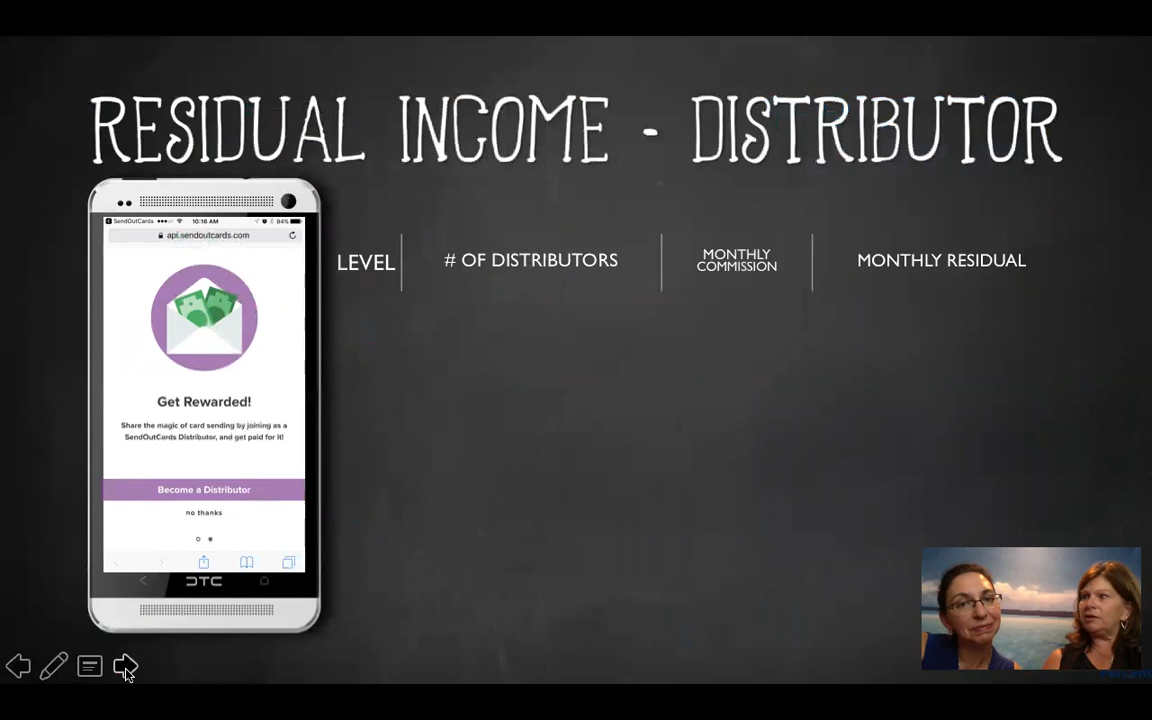 RESIDUAL INCOME - DISTRIBUTOR
SendOutCards
10:16 AM
94%
api.sendoutcards.com
LEVEL
# OF DISTRIBUTORS
MONTHLY
COMMISSION
MONTHLY RESIDUAL
Get Rewarded!
Share the magic of card sending by joining as a
SendOutCards Distributor, and get paid for it!
Become a Distributor
no thanks